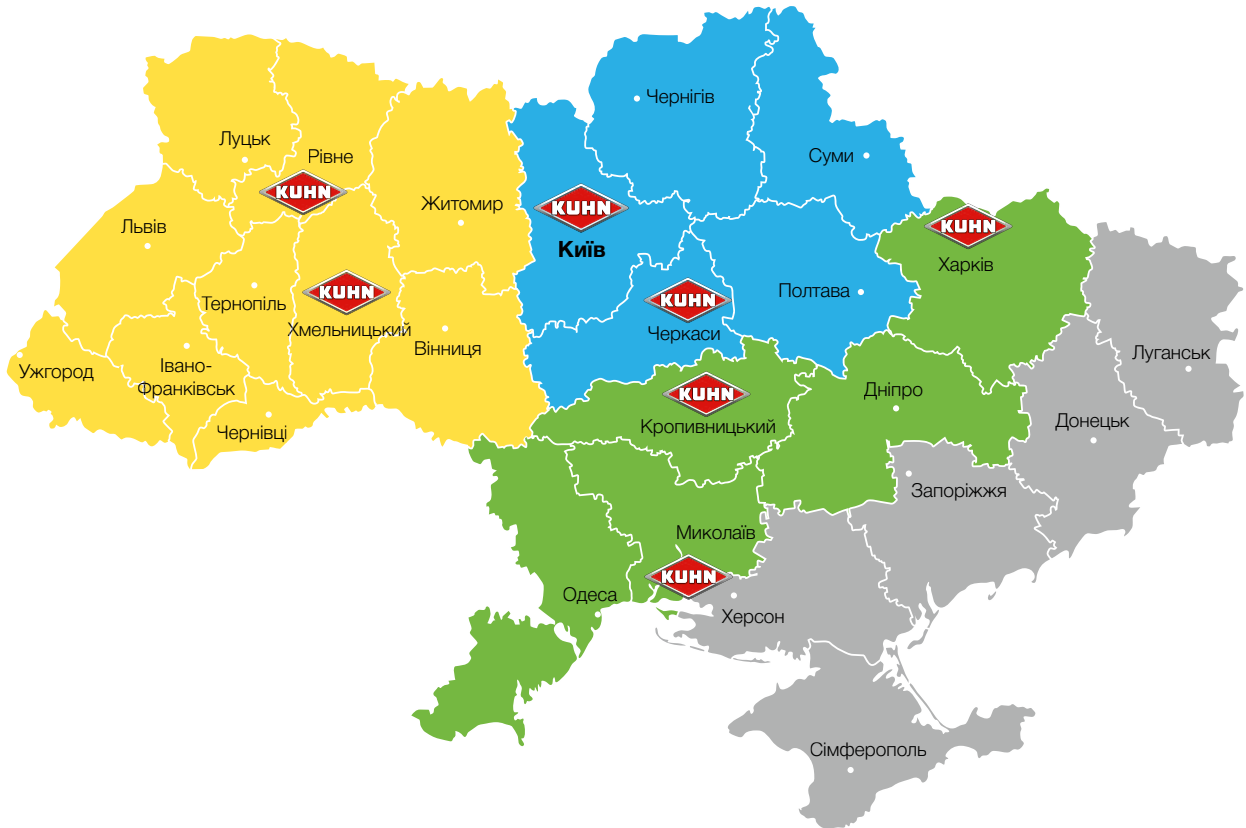 Чернігів
Луцьк
Рівне
Суми
KUHN
Житомир
KUHN
Львів
Київ
KUHN
Харків
Тернопіль
KUHN
Хмельницький
KUHN
Черкаси
Полтава
Вінниця
Ужгород
Івано-
Франківськ
Луганськ
KUHN
Кропивницький
Дніпро
Чернівці
Донецьк
Запоріжжя
Миколаїв
KUHN
Одеса
Херсон
Сімферополь